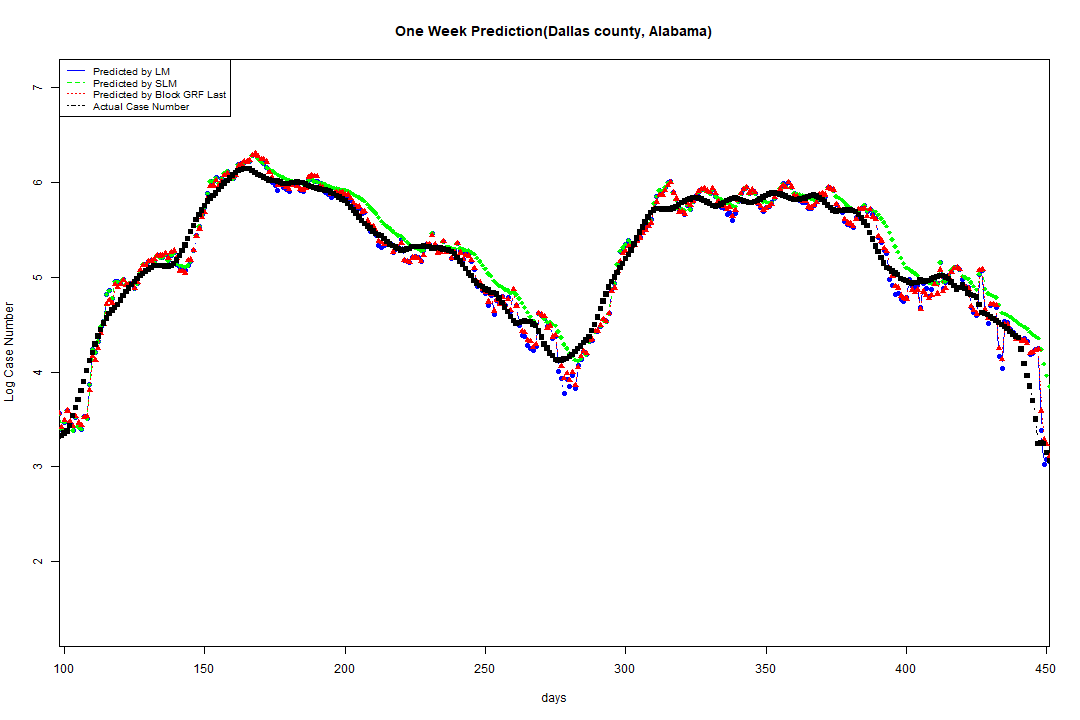 One Week Prediction(Dallas county, Alabama)
Predicted by LM
Predicted by SLM
Predicted by Block GRF Last
Actual Case Number
7
6
5
4
3
2
Log Case Number
100 150 200 250 300 350 400 450
days